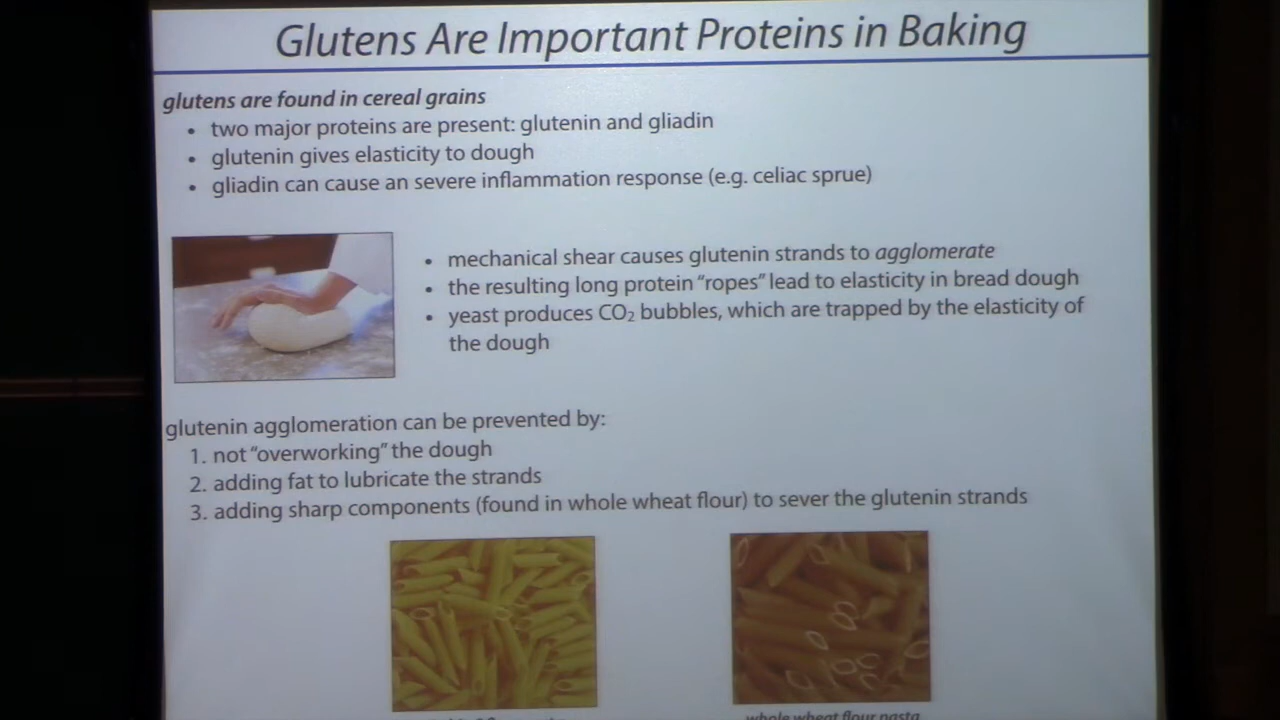 Glutens Are Important Proteins in Baking
glutens are found in cereal grains
• two major proteins are present: glutenin and gliadin
• glutenin gives elasticity to dough
• gliadin can cause an severe inflammation response (e.g. celiac sprue)
• mechanical shear causes glutenin strands to agglomerate
• the resulting long protein “ropes” lead to elasticity in bread dough
• yeast produces CO₂ bubbles, which are trapped by the elasticity of
the dough
glutenin agglomeration can be prevented by:
1. not “overworking” the dough
2. adding fat to lubricate the strands
3. adding sharp components (found in whole wheat flour) to sever the glutenin strands
whole wheat flour pasta